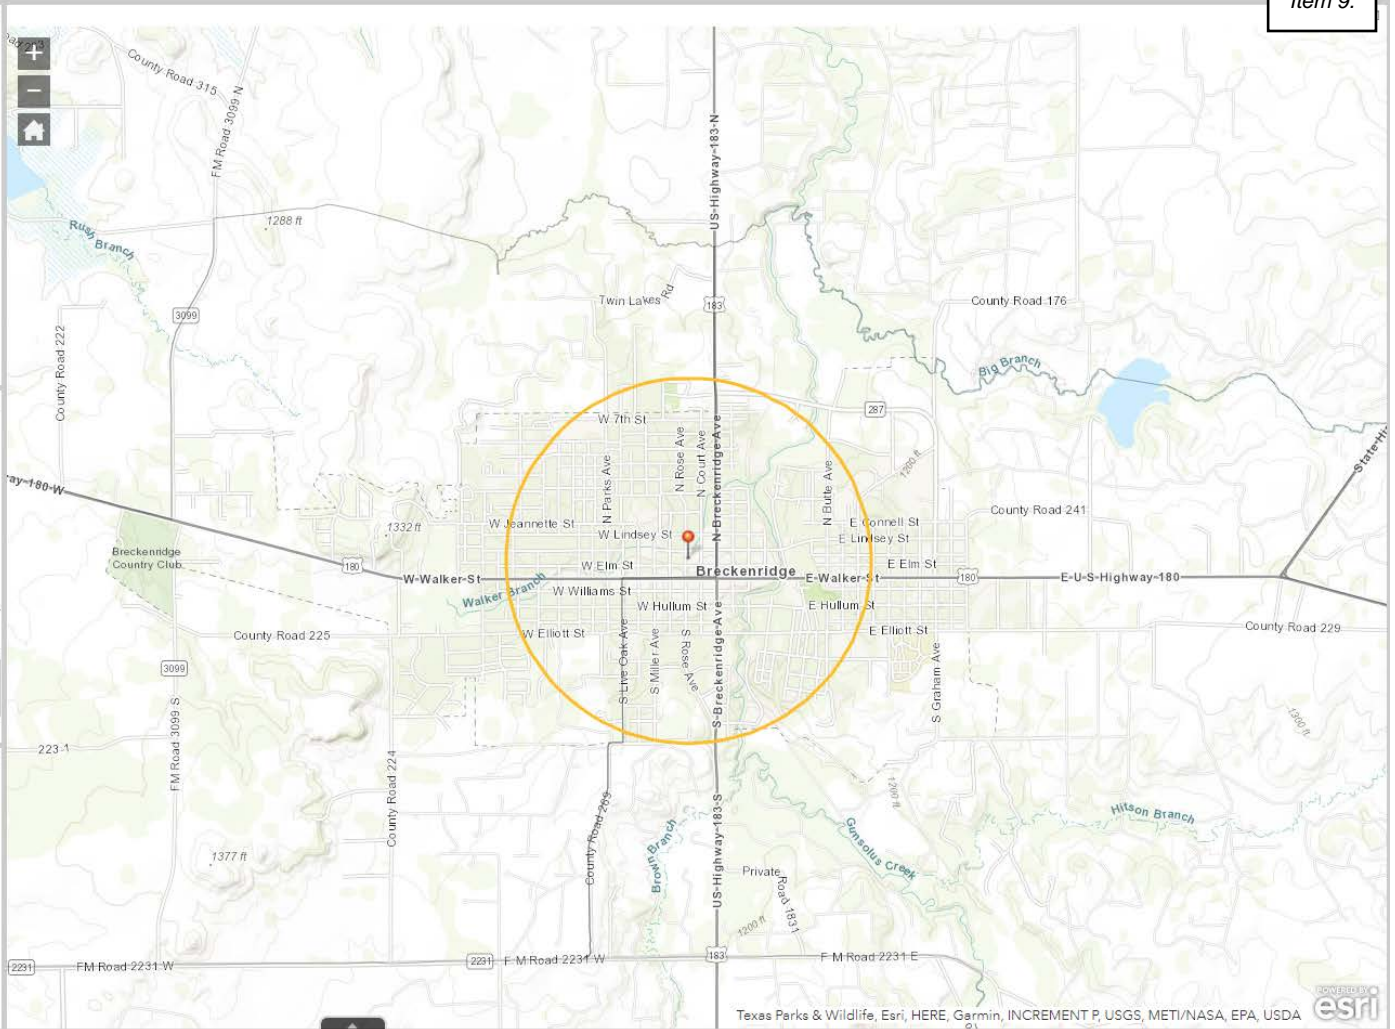 Item 9.
County Road 315
FM Road 3099 N
US-Highway-183-N
1288 ft
Rush Branch
Twin Lakes Rd
183
County Road 176
3099
County Road 222
Big Branch
287
W 7th St
N Rose Ave
N Court Ave
N-Breckenridge-Ave
N Parks Ave
N Butte Ave
1200 ft
State-Hi
ay-180-W
1332 ft
W Jeannette St
W Lindsey St
E Connell St
E Lindsey St
County Road 241
Breckenridge
Country Club
180
W Elm St
Breckenridge
E Elm St
W-Walker-St
E-Walker-St
180
E-U-S-Highway-180
Walker Branch
W Williams St
W Hullum St
E Hullum St
County Road 225
W Elliott St
E Elliott St
County Road 229
S-Live Oak-Ave
S Miller Ave
S Rose Ave
S-Breckenridge-Ave
S Graham Ave
3099
FM Road 3099 S
1300 ft
223-1
County Road 224
County Road 269
1200 ft
Hitson Branch
Brown Branch
US-Highway-183-S
Gunsolus Creek
1377 ft
Private
Road 1831
1200 ft
2231
FM Road 2231 W
2231
F M Road 2231 W
183
F M Road 2231 E
POWERED BY
esri
Texas Parks & Wildlife, Esri, HERE, Garmin, INCREMENT P, USGS, METI/NASA, EPA, USDA